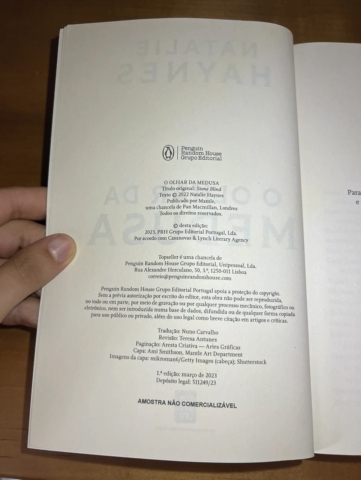 NATALIE
HAYNES
Penguin
Random House
Grupo Editorial
O OLHAR DA MEDUSA
Título original: Stone Blind
Texto © 2022 Natalie Haynes
Publicado por Mantle,
uma chancela de Pan Macmillan, Londres
Todos os direitos reservados.
© desta edição:
2023, PRH Grupo Editorial Portugal, Lda.
Por acordo com Casanovas & Lynch Literary Agency
Topseller é uma chancela de
Penguin Random House Grupo Editorial, Unipessoal, Lda.
Rua Alexandre Herculano, 50, 3.º, 1250-011 Lisboa
correio@penguinrandomhouse.com
Penguin Random House Grupo Editorial Portugal apoia a proteção do copyright.
Sem a prévia autorização por escrito do editor, esta obra não pode ser reproduzida,
no todo ou em parte, por meio de gravação ou por qualquer processo mecânico, fotográfico ou
eletrónico, nem ser introduzida numa base de dados, difundida ou de qualquer forma copiada
para uso público ou privado, além do uso legal como breve citação em artigos e críticas.
Tradução: Nuno Carvalho
Revisão: Teresa Antunes
Paginação: Aresta Criativa — Artes Gráficas
Capa: Ami Smithson, Mantle Art Department
Imagens da capa: mikroman6/Getty Images (cabeça); Shutterstock
1.ª edição: março de 2023
Depósito legal: 511249/23
AMOSTRA NÃO COMERCIALIZÁVEL
Para
e